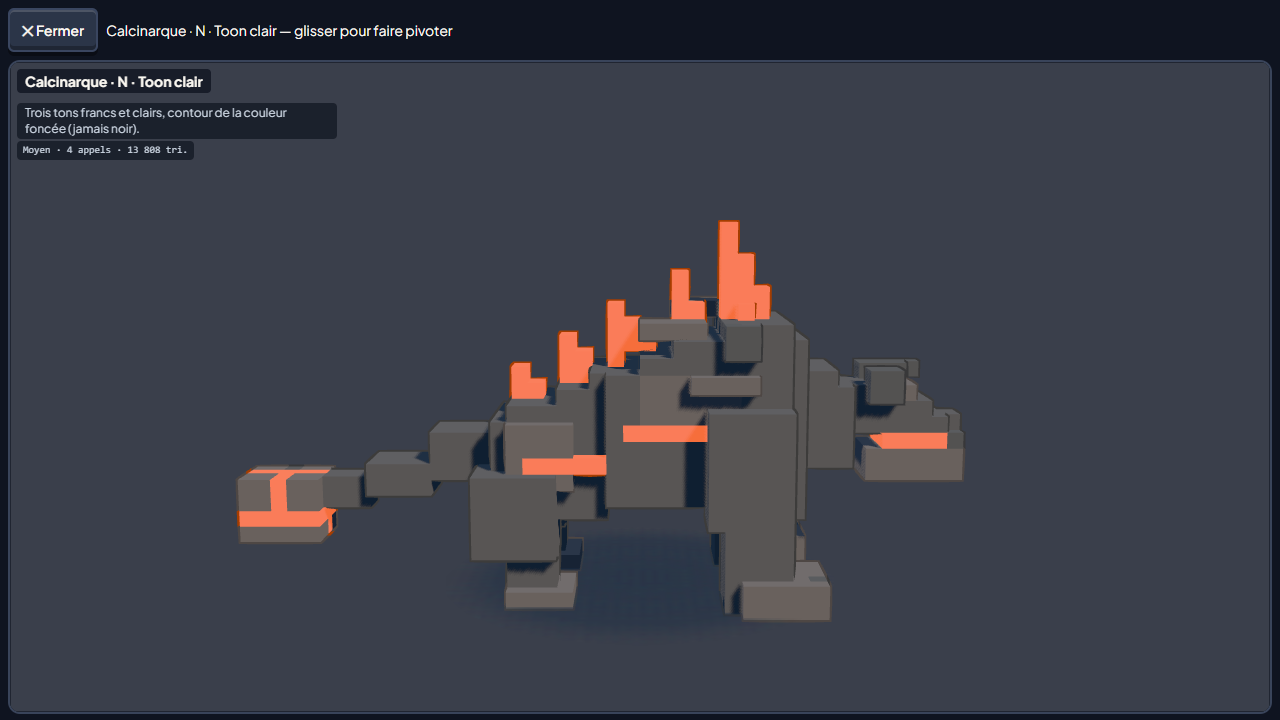 ✕ Fermer
Calcinarque · N · Toon clair — glisser pour faire pivoter
Calcinarque · N · Toon clair
Trois tons francs et clairs, contour de la couleur
foncée (jamais noir).
Moyen · 4 appels · 13 808 tri.